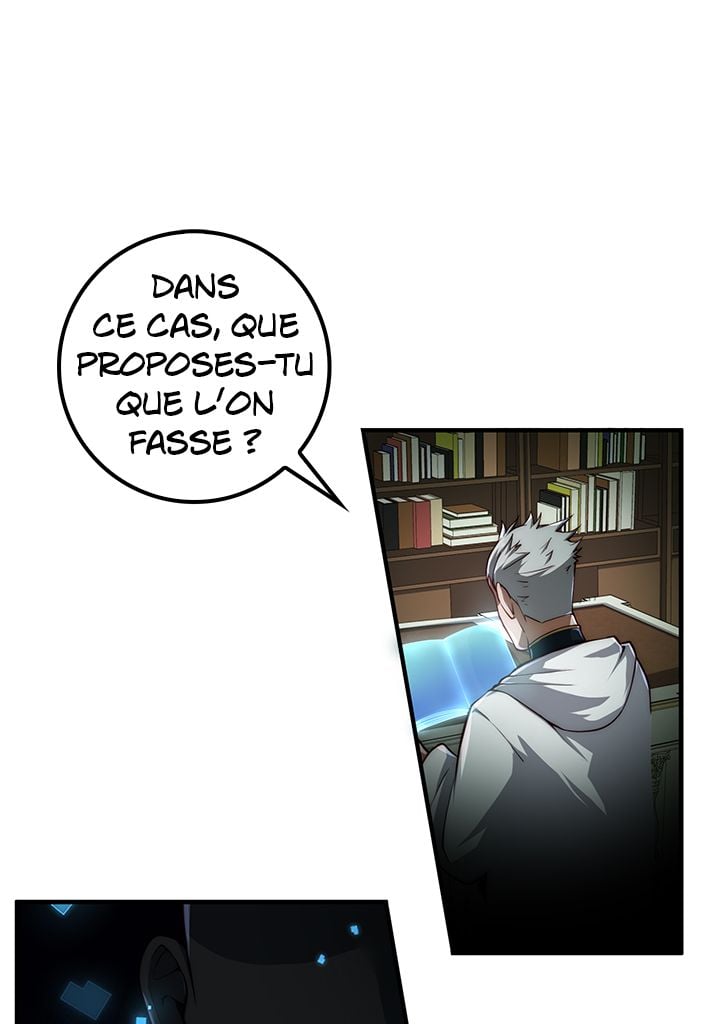 DANS
CE CAS, QUE
PROPOSES-TU
QUE L'ON
FASSE ?